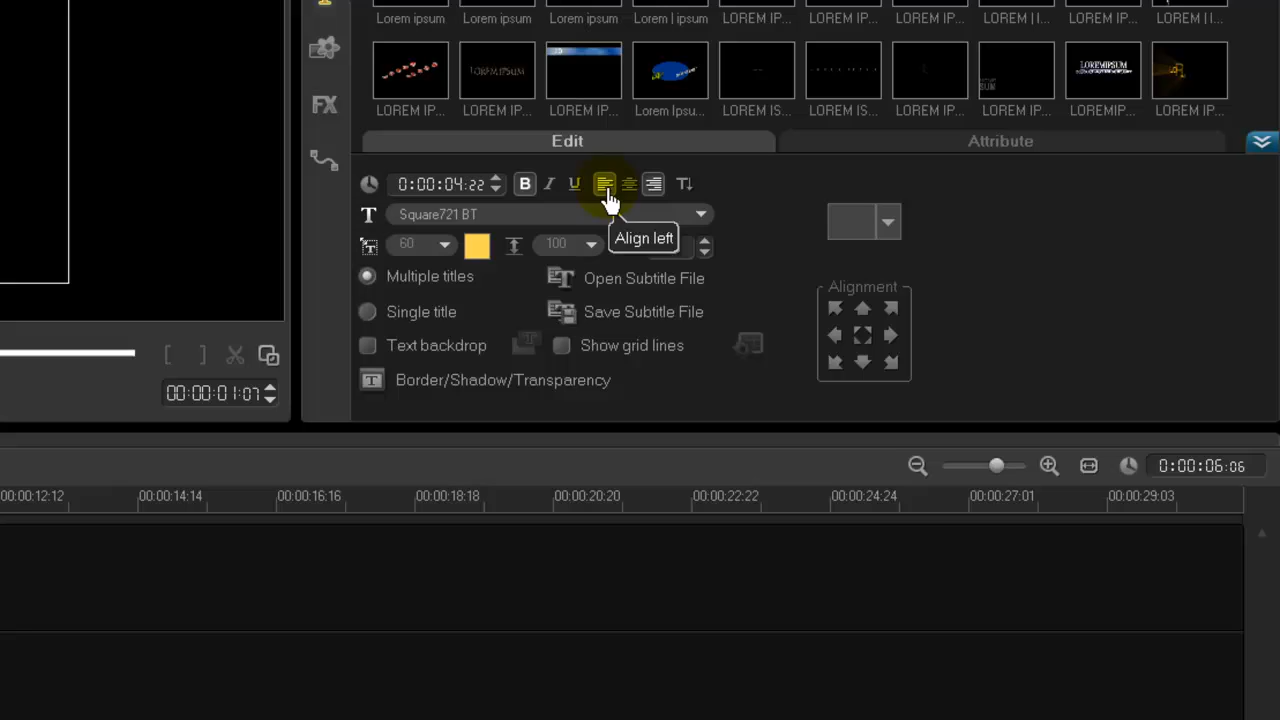 Lorem ipsum Lorem ipsum Lorem ipsum Lorem I ipsum LOREM IP... LOREM IP... LOREM IP... LOREM I I... LOREM IP... LOREM I I...
LOREM IPSUM LOREMIPSUM
LOREM IP... LOREM IP... LOREM IP... Lorem Ipsu... LOREM IS... LOREM IS... LOREM IP... LOREM IP... LOREMIP... LOREM IP...
FX
Edit Attribute
0:00:04:22 B I U T
T Square721 BT
Align left
60 100
Multiple titles Open Subtitle File
Alignment
Single title Save Subtitle File
Text backdrop Show grid lines
[ ]
T Border/Shadow/Transparency
00:00:01:07
0:00:06:06
00:00:12:12 00:00:14:14 00:00:16:16 00:00:18:18 00:00:20:20 00:00:22:22 00:00:24:24 00:00:27:01 00:00:29:03